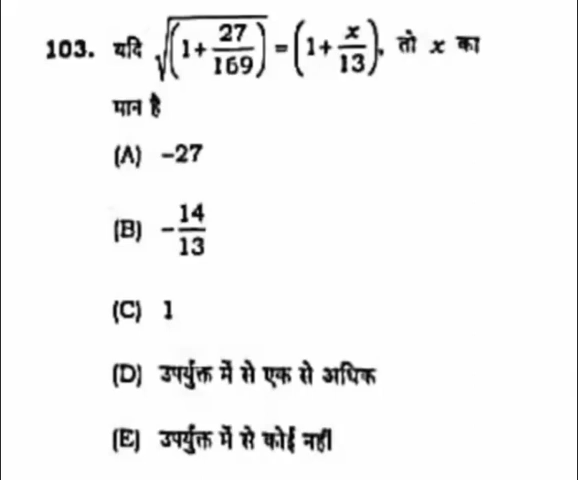 103. यदि √(1+27/169) = (1+x/13), तो x का
मान है
(A) -27
(B) -14/13
(C) 1
(D) उपर्युक्त में से एक से अधिक
(E) उपर्युक्त में से कोई नहीं